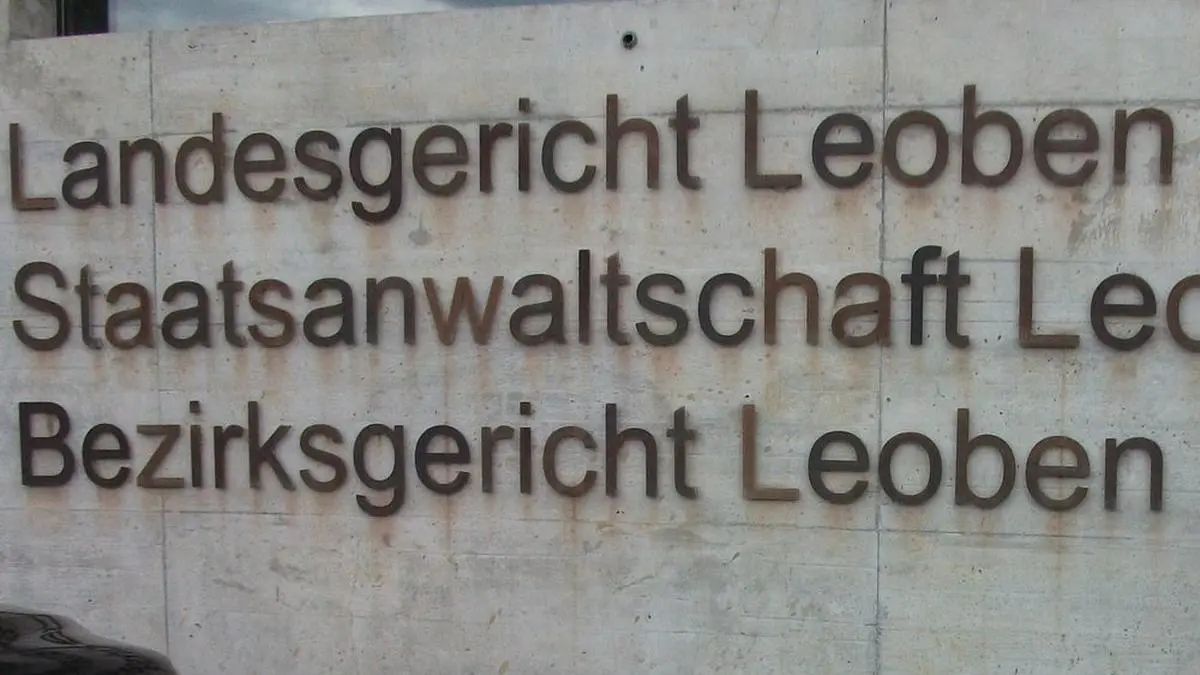 Landesgericht Leoben
Staatsanwaltschaft
Bezirksgericht Leoben